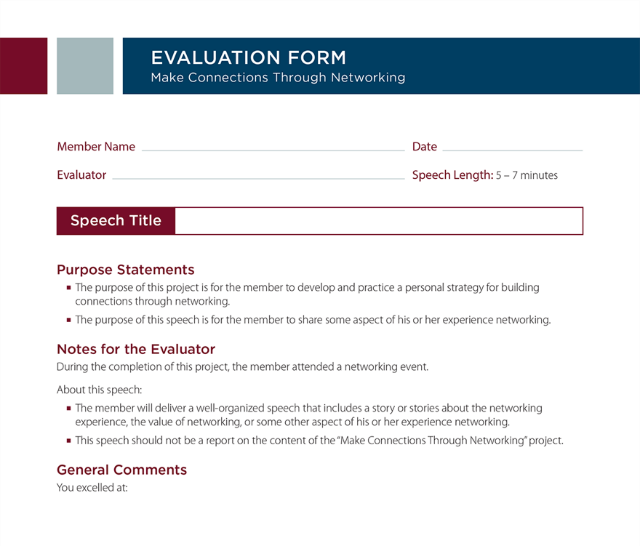 EVALUATION FORM
Make Connections Through Networking
Member Name
Date
Evaluator
Speech Length: 5 – 7 minutes
Speech Title
Purpose Statements
■ The purpose of this project is for the member to develop and practice a personal strategy for building
connections through networking.
■ The purpose of this speech is for the member to share some aspect of his or her experience networking.
Notes for the Evaluator
During the completion of this project, the member attended a networking event.
About this speech:
■ The member will deliver a well-organized speech that includes a story or stories about the networking
experience, the value of networking, or some other aspect of his or her experience networking.
■ This speech should not be a report on the content of the “Make Connections Through Networking” project.
General Comments
You excelled at: